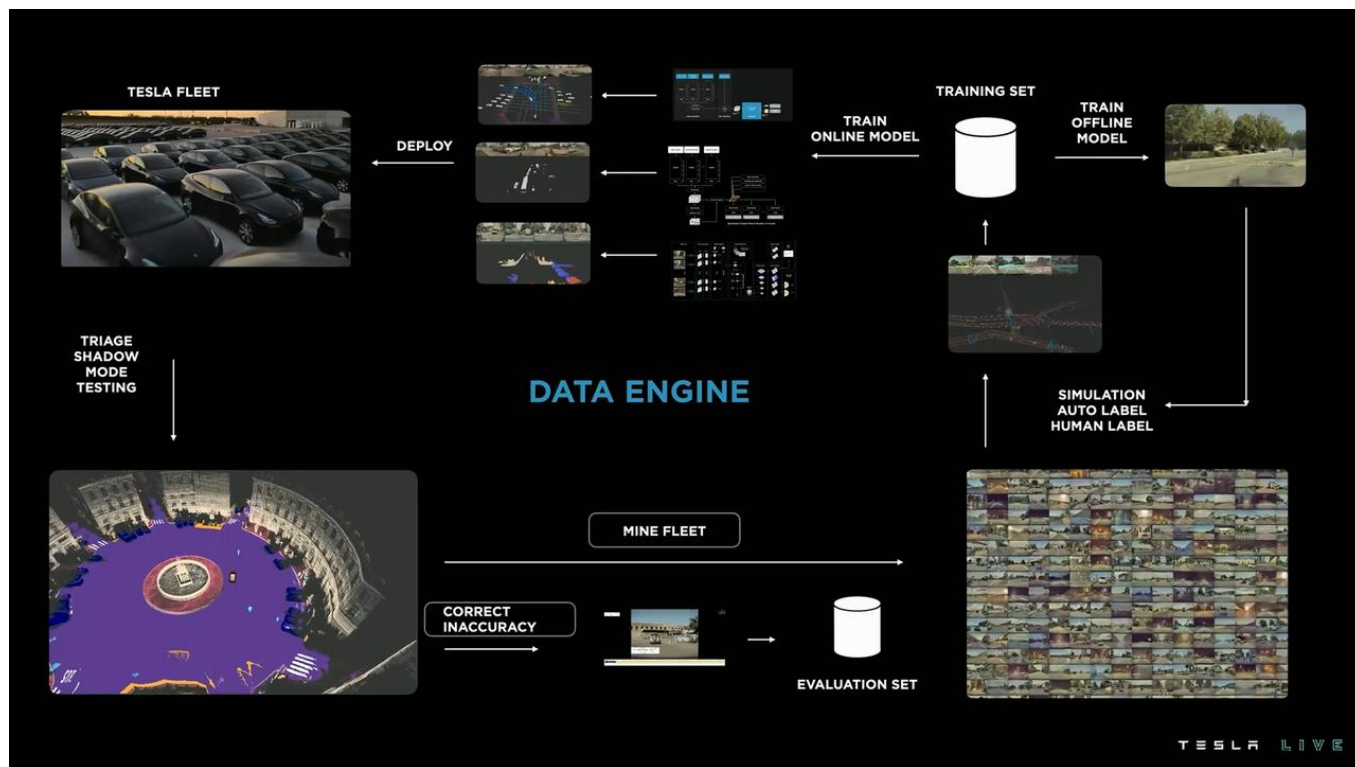 TESLA FLEET
DEPLOY
TRAIN
ONLINE MODEL
TRAINING SET
TRAIN
OFFLINE
MODEL
TRIAGE
SHADOW
MODE
TESTING
DATA ENGINE
SIMULATION
AUTO LABEL
HUMAN LABEL
MINE FLEET
CORRECT
INACCURACY
EVALUATION SET
TESLA LIVE